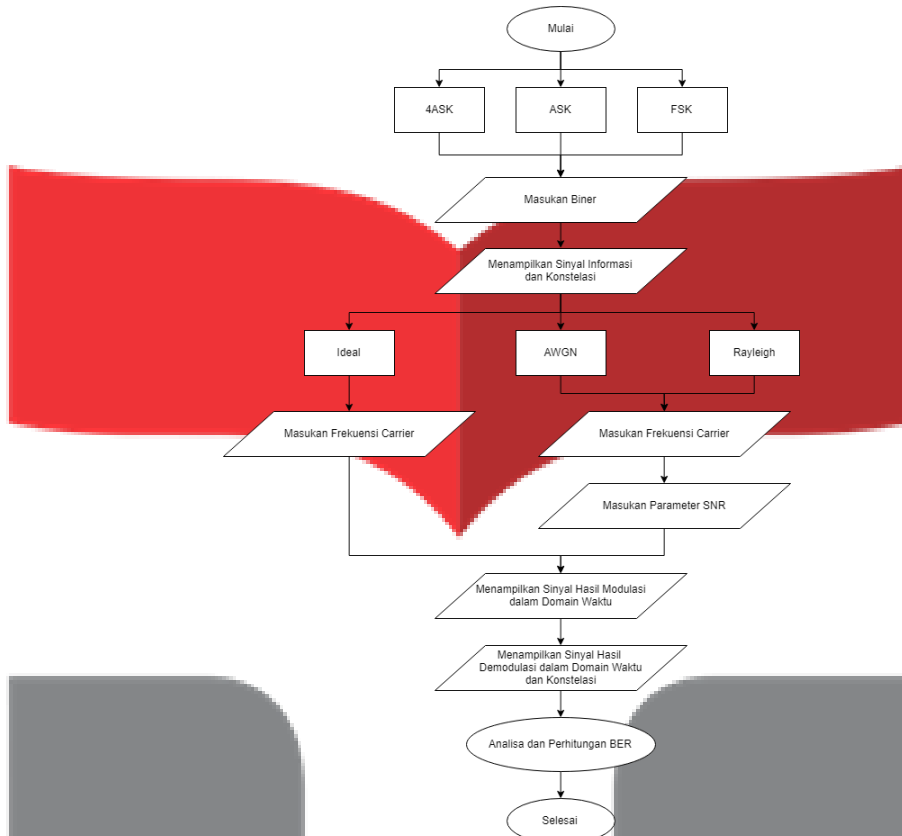 Mulai
4ASK
ASK
FSK
Masukan Biner
Menampilkan Sinyal Informasi
dan Konstelasi
Ideal
AWGN
Rayleigh
Masukan Frekuensi Carrier
Masukan Frekuensi Carrier
Masukan Parameter SNR
Menampilkan Sinyal Hasil Modulasi
dalam Domain Waktu
Menampilkan Sinyal Hasil
Demodulasi dalam Domain Waktu
dan Konstelasi
Analisa dan Perhitungan BER
Selesai